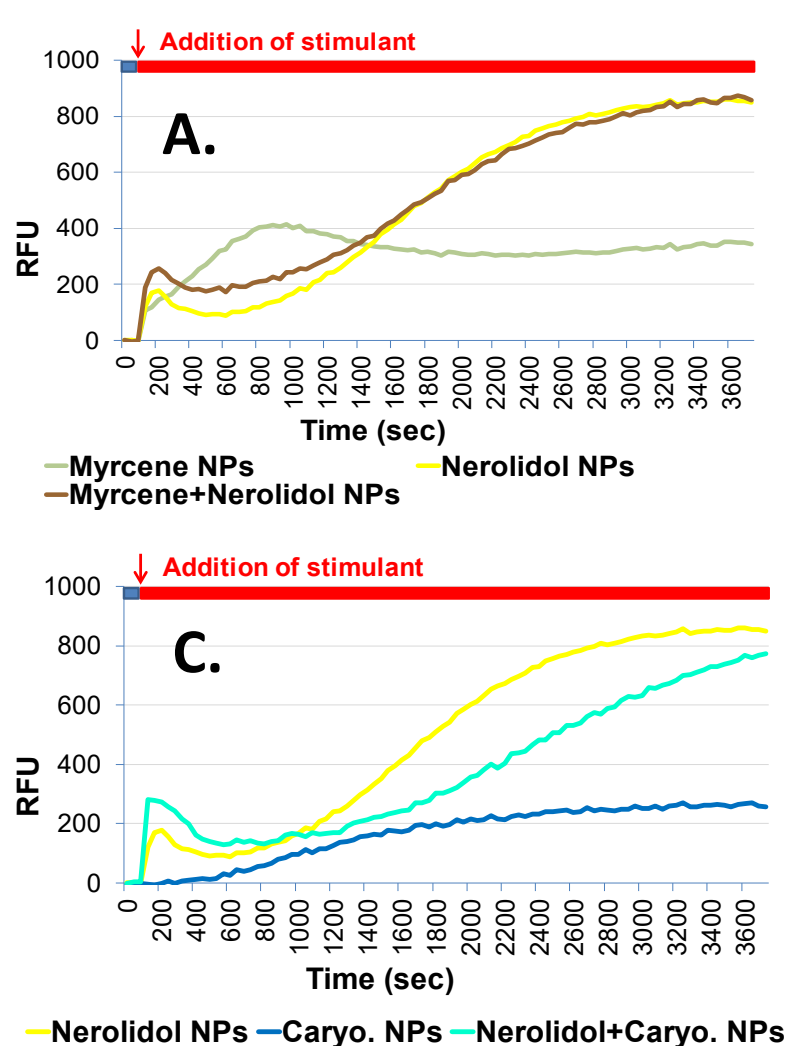 Addition of stimulant
A.
1000
800
600
400
200
0
RFU
0 200 400 600 800 1000 1200 1400 1600 1800 2000 2200 2400 2600 2800 3000 3200 3400 3600
Time (sec)
Myrcene NPs Nerolidol NPs
Myrcene+Nerolidol NPs
Addition of stimulant
C.
1000
800
600
400
200
0
RFU
0 200 400 600 800 1000 1200 1400 1600 1800 2000 2200 2400 2600 2800 3000 3200 3400 3600
Time (sec)
Nerolidol NPs Caryo. NPs Nerolidol+Caryo. NPs